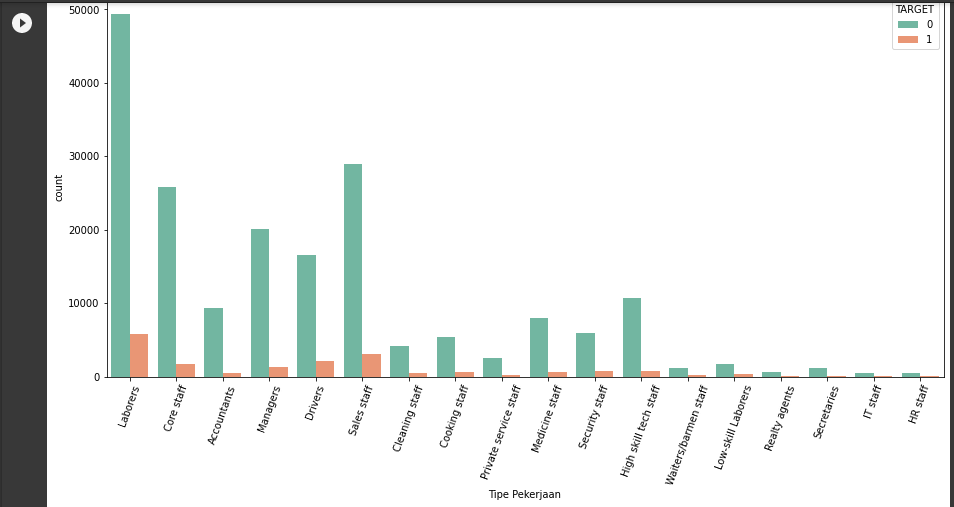 50000
TARGET
0
1
40000
30000
count
20000
10000
0
Laborers
Core staff
Accountants
Managers
Drivers
Sales staff
Cleaning staff
Cooking staff
Private service staff
Medicine staff
Security staff
High skill tech staff
Waiters/barmen staff
Low-skill Laborers
Realty agents
Secretaries
IT staff
HR staff
Tipe Pekerjaan